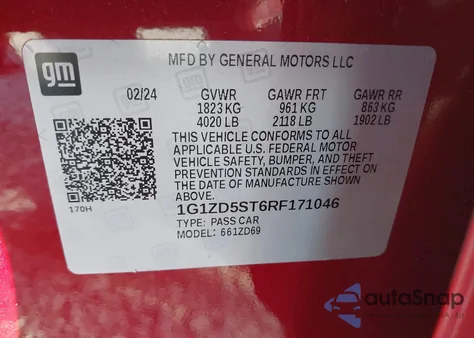 gm
MFD BY GENERAL MOTORS LLC
02/24 GVWR GAWR FRT GAWR RR
1823 KG 961 KG 863 KG
4020 LB 2118 LB 1902 LB
THIS VEHICLE CONFORMS TO ALL
APPLICABLE U.S. FEDERAL MOTOR
VEHICLE SAFETY, BUMPER, AND THEFT
PREVENTION STANDARDS IN EFFECT ON
THE DATE OF MANUFACTURE SHOWN
ABOVE.
170H
1G1ZD5ST6RF171046
TYPE: PASS CAR
MODEL: 661ZD69
autoSnap